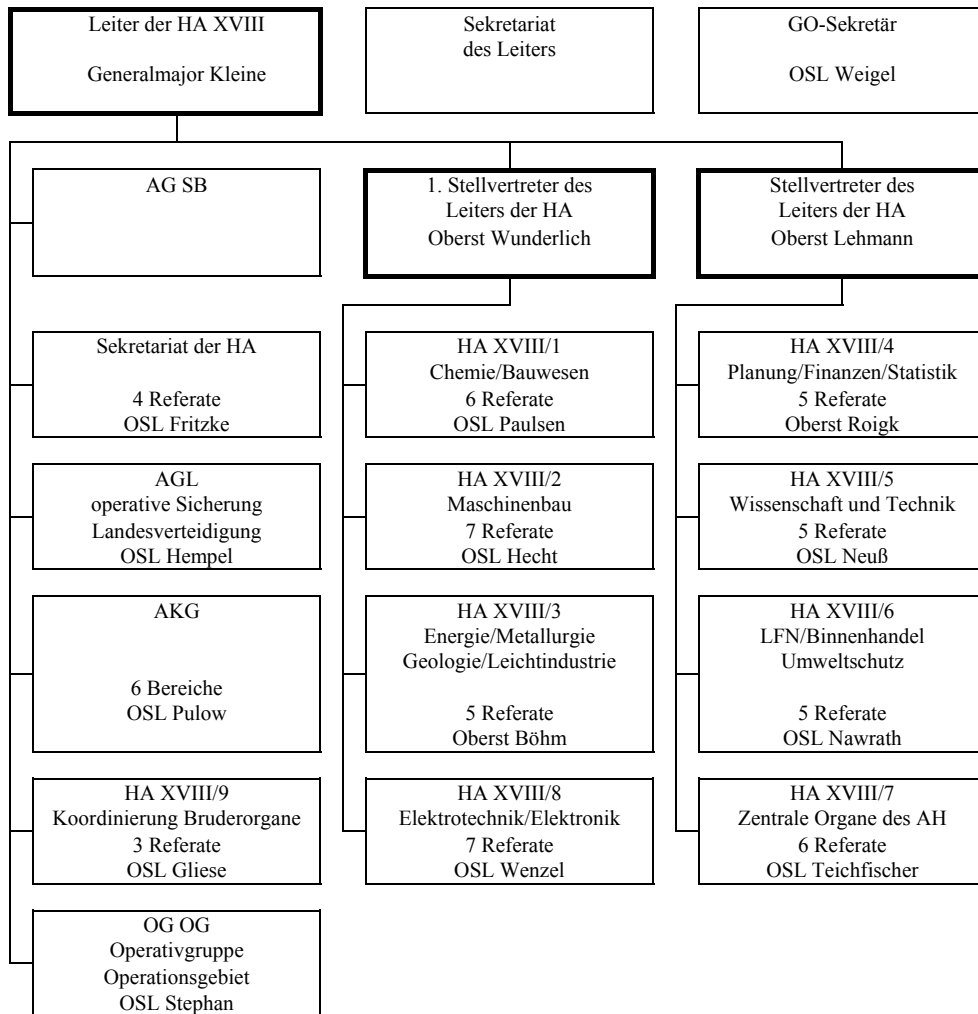 Leiter der HA XVIII
Generalmajor Kleine
Sekretariat
des Leiters
GO-Sekretär
OSL Weigel
AG SB
1. Stellvertreter des
Leiters der HA
Oberst Wunderlich
Stellvertreter des
Leiters der HA
Oberst Lehmann
Sekretariat der HA
4 Referate
OSL Fritzke
HA XVIII/1
Chemie/Bauwesen
6 Referate
OSL Paulsen
HA XVIII/4
Planung/Finanzen/Statistik
5 Referate
Oberst Roigk
AGL
operative Sicherung
Landesverteidigung
OSL Hempel
HA XVIII/2
Maschinenbau
7 Referate
OSL Hecht
HA XVIII/5
Wissenschaft und Technik
5 Referate
OSL Neuß
AKG
6 Bereiche
OSL Pulow
HA XVIII/3
Energie/Metallurgie
Geologie/Leichtindustrie
5 Referate
Oberst Böhm
HA XVIII/6
LFN/Binnenhandel
Umweltschutz
5 Referate
OSL Nawrath
HA XVIII/9
Koordinierung Bruderorgane
3 Referate
OSL Gliese
HA XVIII/8
Elektrotechnik/Elektronik
7 Referate
OSL Wenzel
HA XVIII/7
Zentrale Organe des AH
6 Referate
OSL Teichfischer
OG OG
Operativgruppe
Operationsgebiet
OSL Stephan